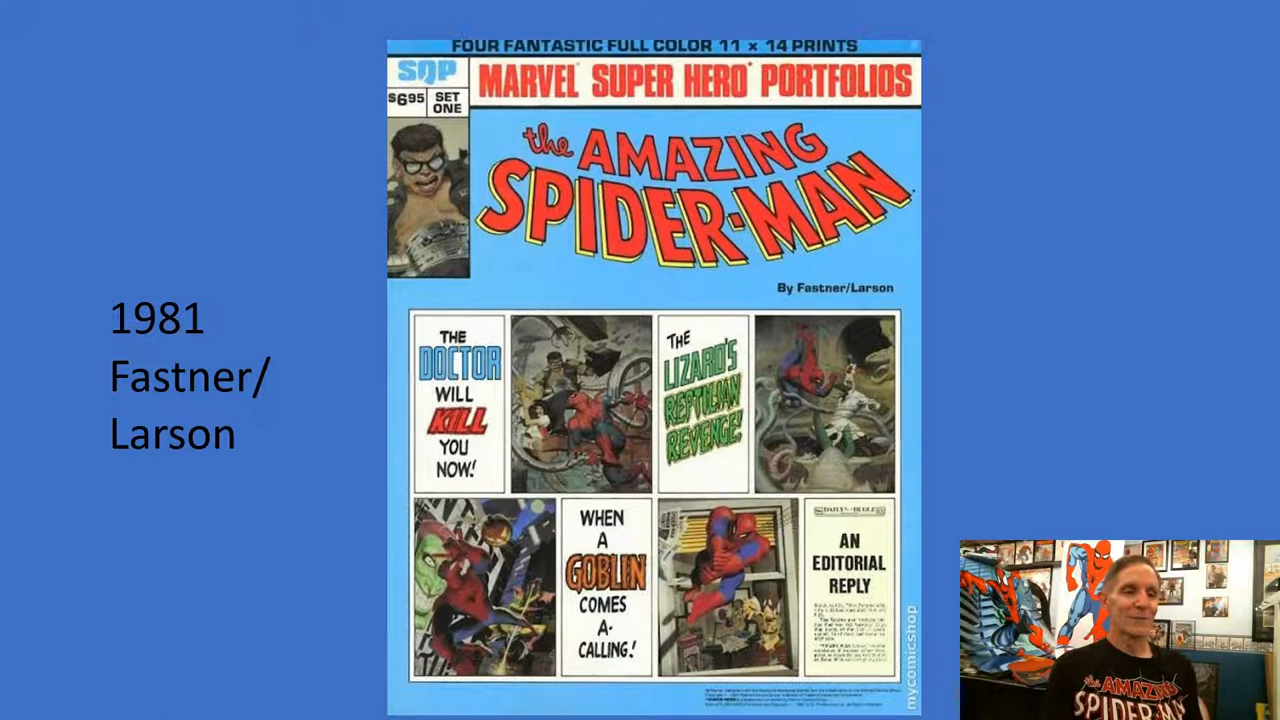 FOUR FANTASTIC FULL COLOR 11 × 14 PRINTS
SQP
MARVEL SUPER HERO PORTFOLIOS
$6.95
SET
ONE
the AMAZING
SPIDER-MAN
By Fastner/Larson
1981
Fastner/
Larson
THE
DOCTOR
WILL
KILL
YOU
NOW!
THE
LIZARD'S
REPTILIAN
REVENGE!
WHEN
A
GOBLIN
COMES
A-
CALLING!
DAILY BUGLE
AN
EDITORIAL
REPLY
mycomicshop
the AMAZING
SPIDER-MAN